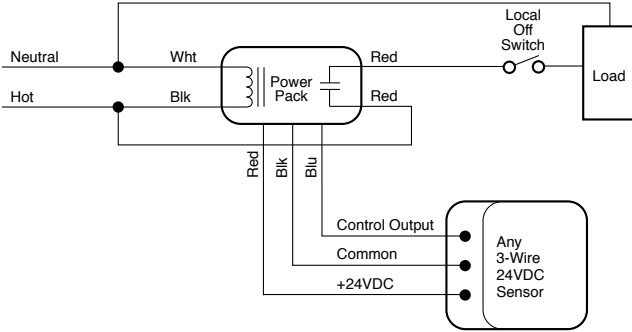 Local
Off
Switch
Neutral
Wht
Red
Power
Pack
Load
Hot
Blk
Red
Red
Blk
Blu
Control Output
Common
+24VDC
Any
3-Wire
24VDC
Sensor